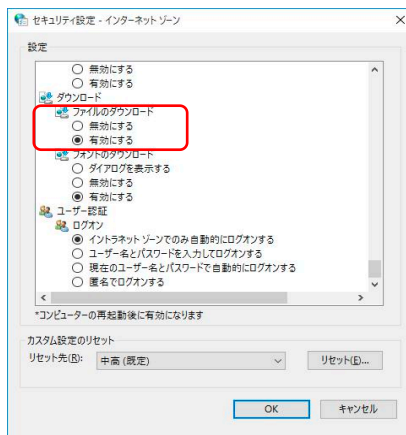 セキュリティ設定 - インターネット ゾーン
設定
無効にする
有効にする
ダウンロード
ファイルのダウンロード
無効にする
有効にする
フォントのダウンロード
ダイアログを表示する
無効にする
有効にする
ユーザー認証
ログオン
イントラネット ゾーンでのみ自動的にログオンする
ユーザー名とパスワードを入力してログオンする
現在のユーザー名とパスワードで自動的にログオンする
匿名でログオンする
*コンピューターの再起動後に有効になります
カスタム設定のリセット
リセット先(R): 中高 (既定) リセット(E)...
OK キャンセル